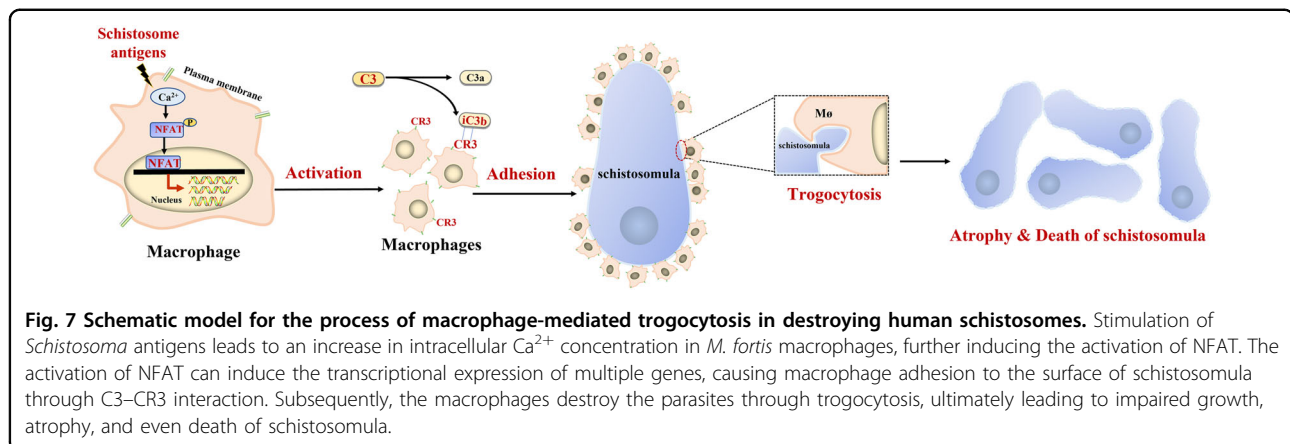 Schistosome
antigens
Plasma membrane
Ca²⁺
NFAT
P
NFAT
Nucleus
Macrophage
Activation
C3
C3a
iC3b
CR3
CR3
CR3
Macrophages
Adhesion
schistosomula
Mø
schistosomula
Trogocytosis
Atrophy & Death of schistosomula
Fig. 7 Schematic model for the process of macrophage-mediated trogocytosis in destroying human schistosomes. Stimulation of
Schistosoma antigens leads to an increase in intracellular Ca²⁺ concentration in M. fortis macrophages, further inducing the activation of NFAT. The
activation of NFAT can induce the transcriptional expression of multiple genes, causing macrophage adhesion to the surface of schistosomula
through C3–CR3 interaction. Subsequently, the macrophages destroy the parasites through trogocytosis, ultimately leading to impaired growth,
atrophy, and even death of schistosomula.